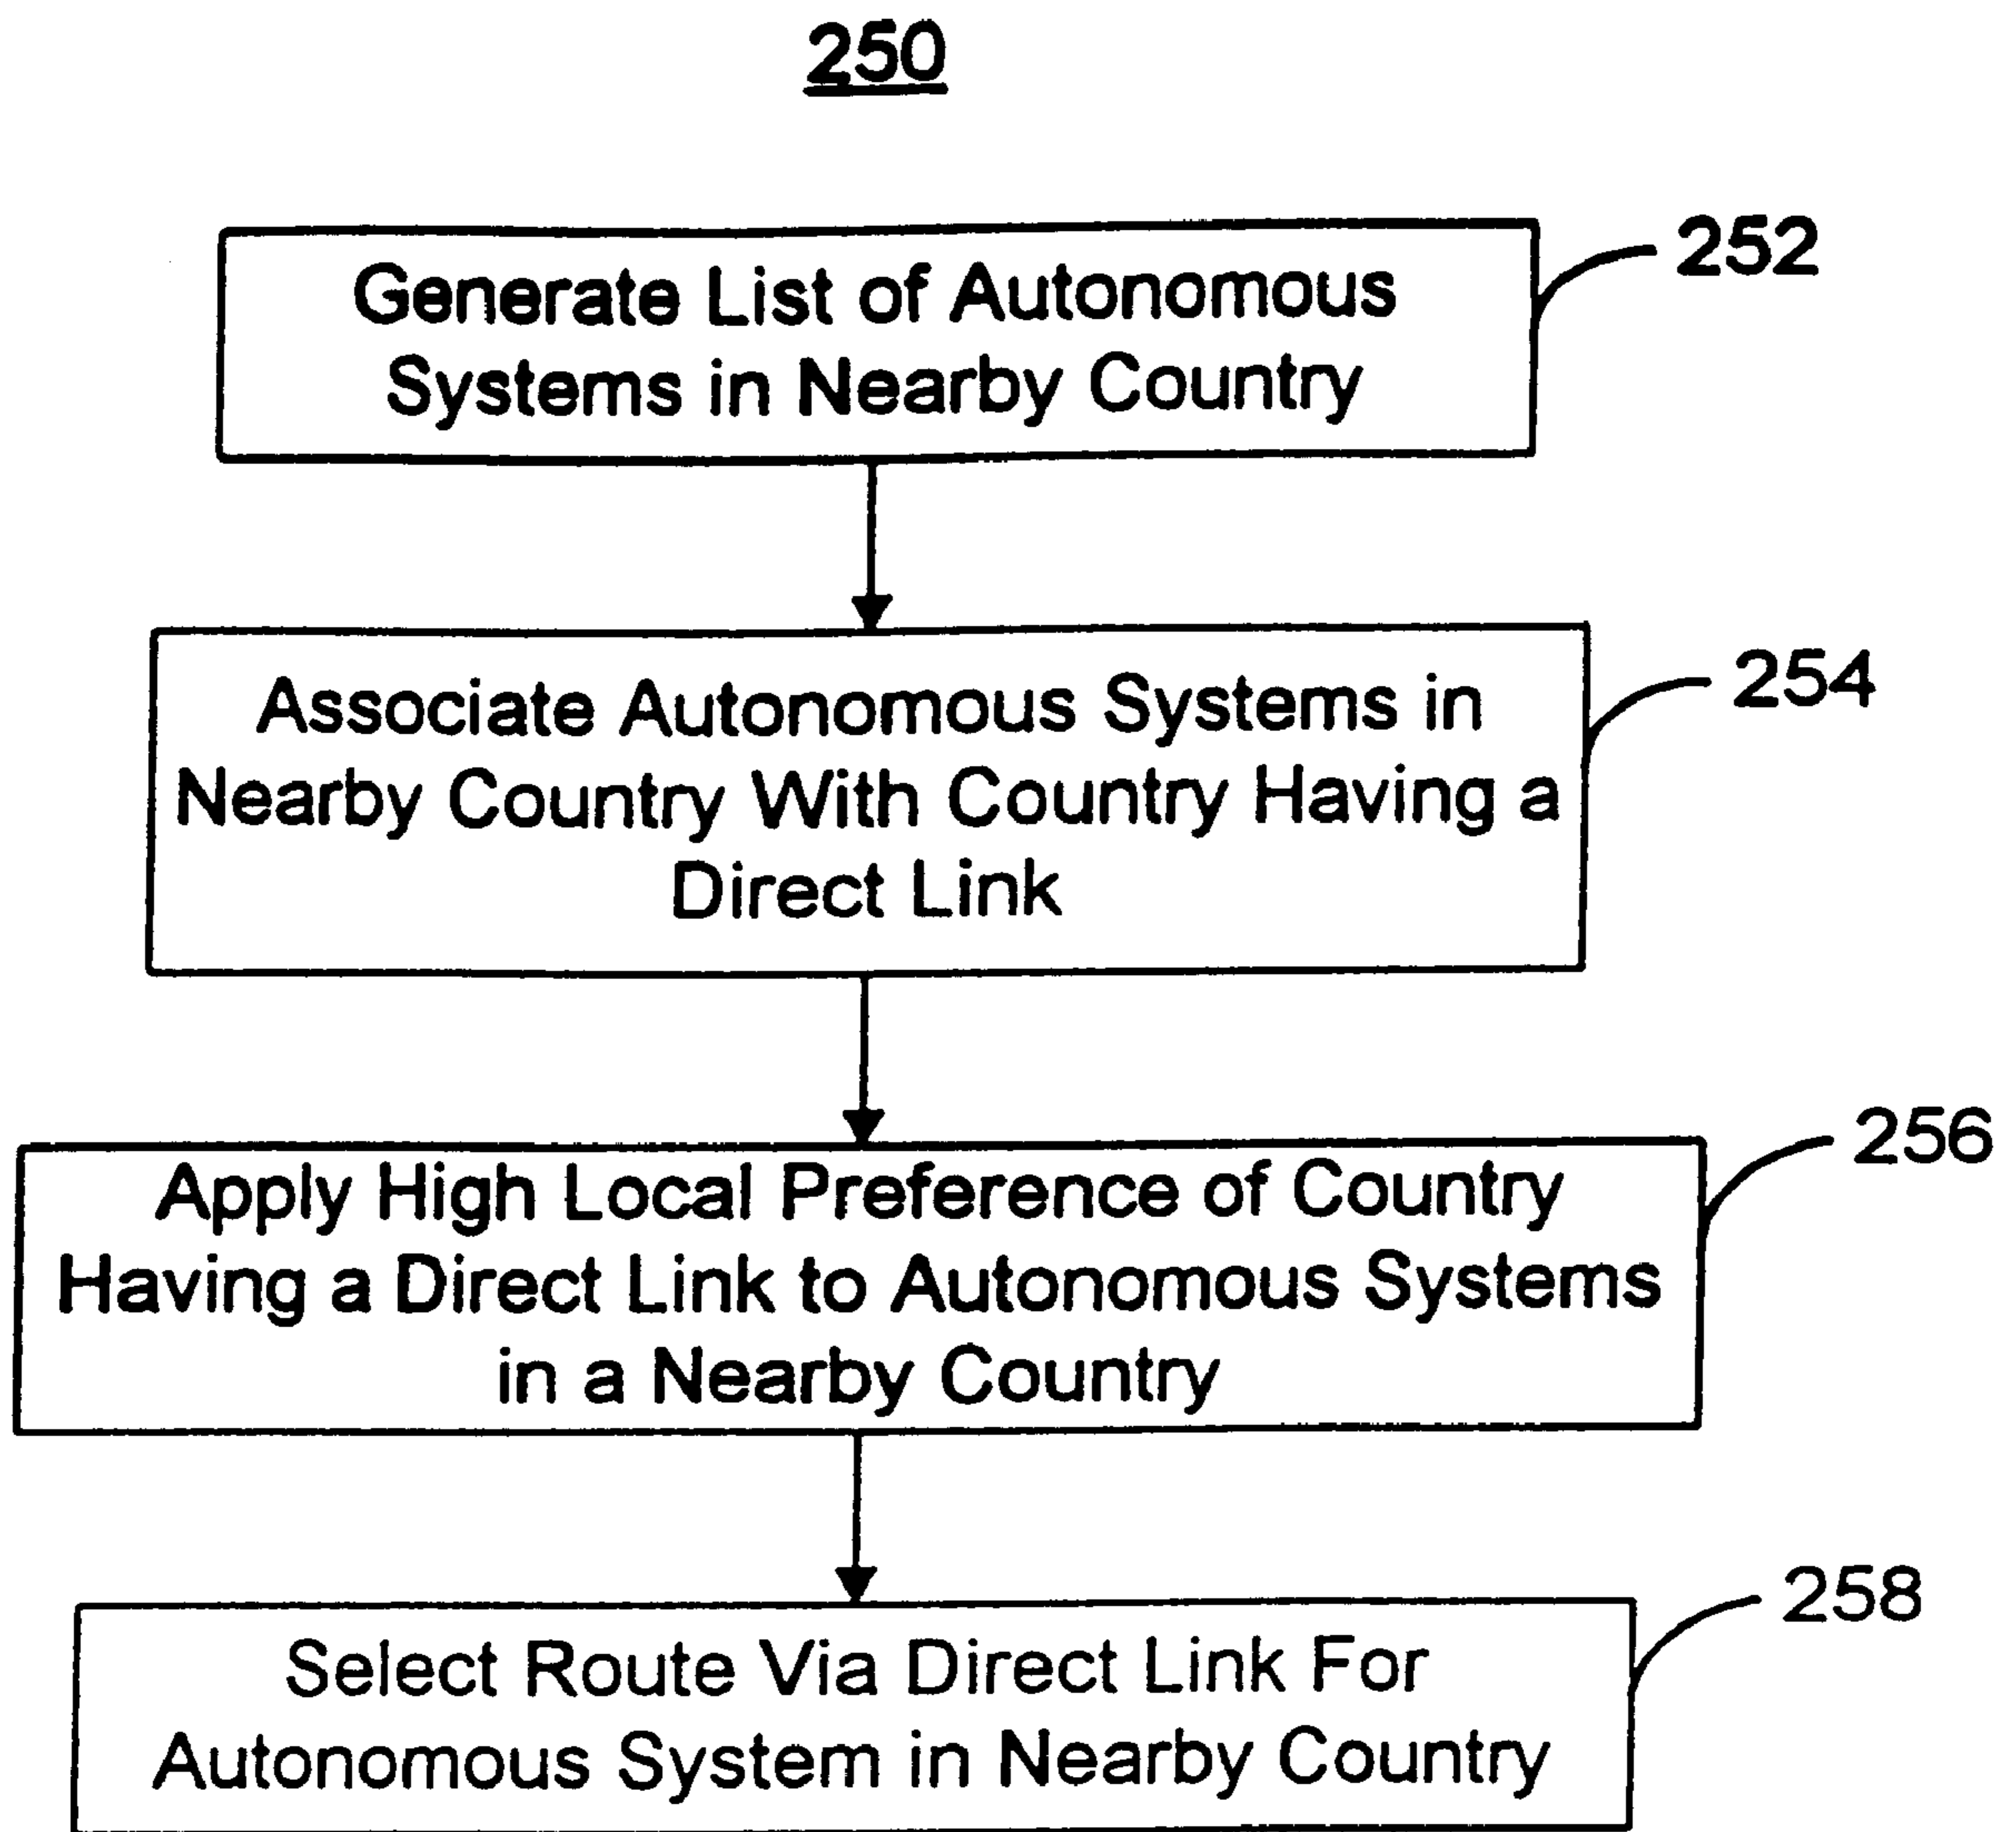 250
Generate List of Autonomous
Systems in Nearby Country
252
Associate Autonomous Systems in
Nearby Country With Country Having a
Direct Link
254
Apply High Local Preference of Country
Having a Direct Link to Autonomous Systems
in a Nearby Country
256
Select Route Via Direct Link For
Autonomous System in Nearby Country
258